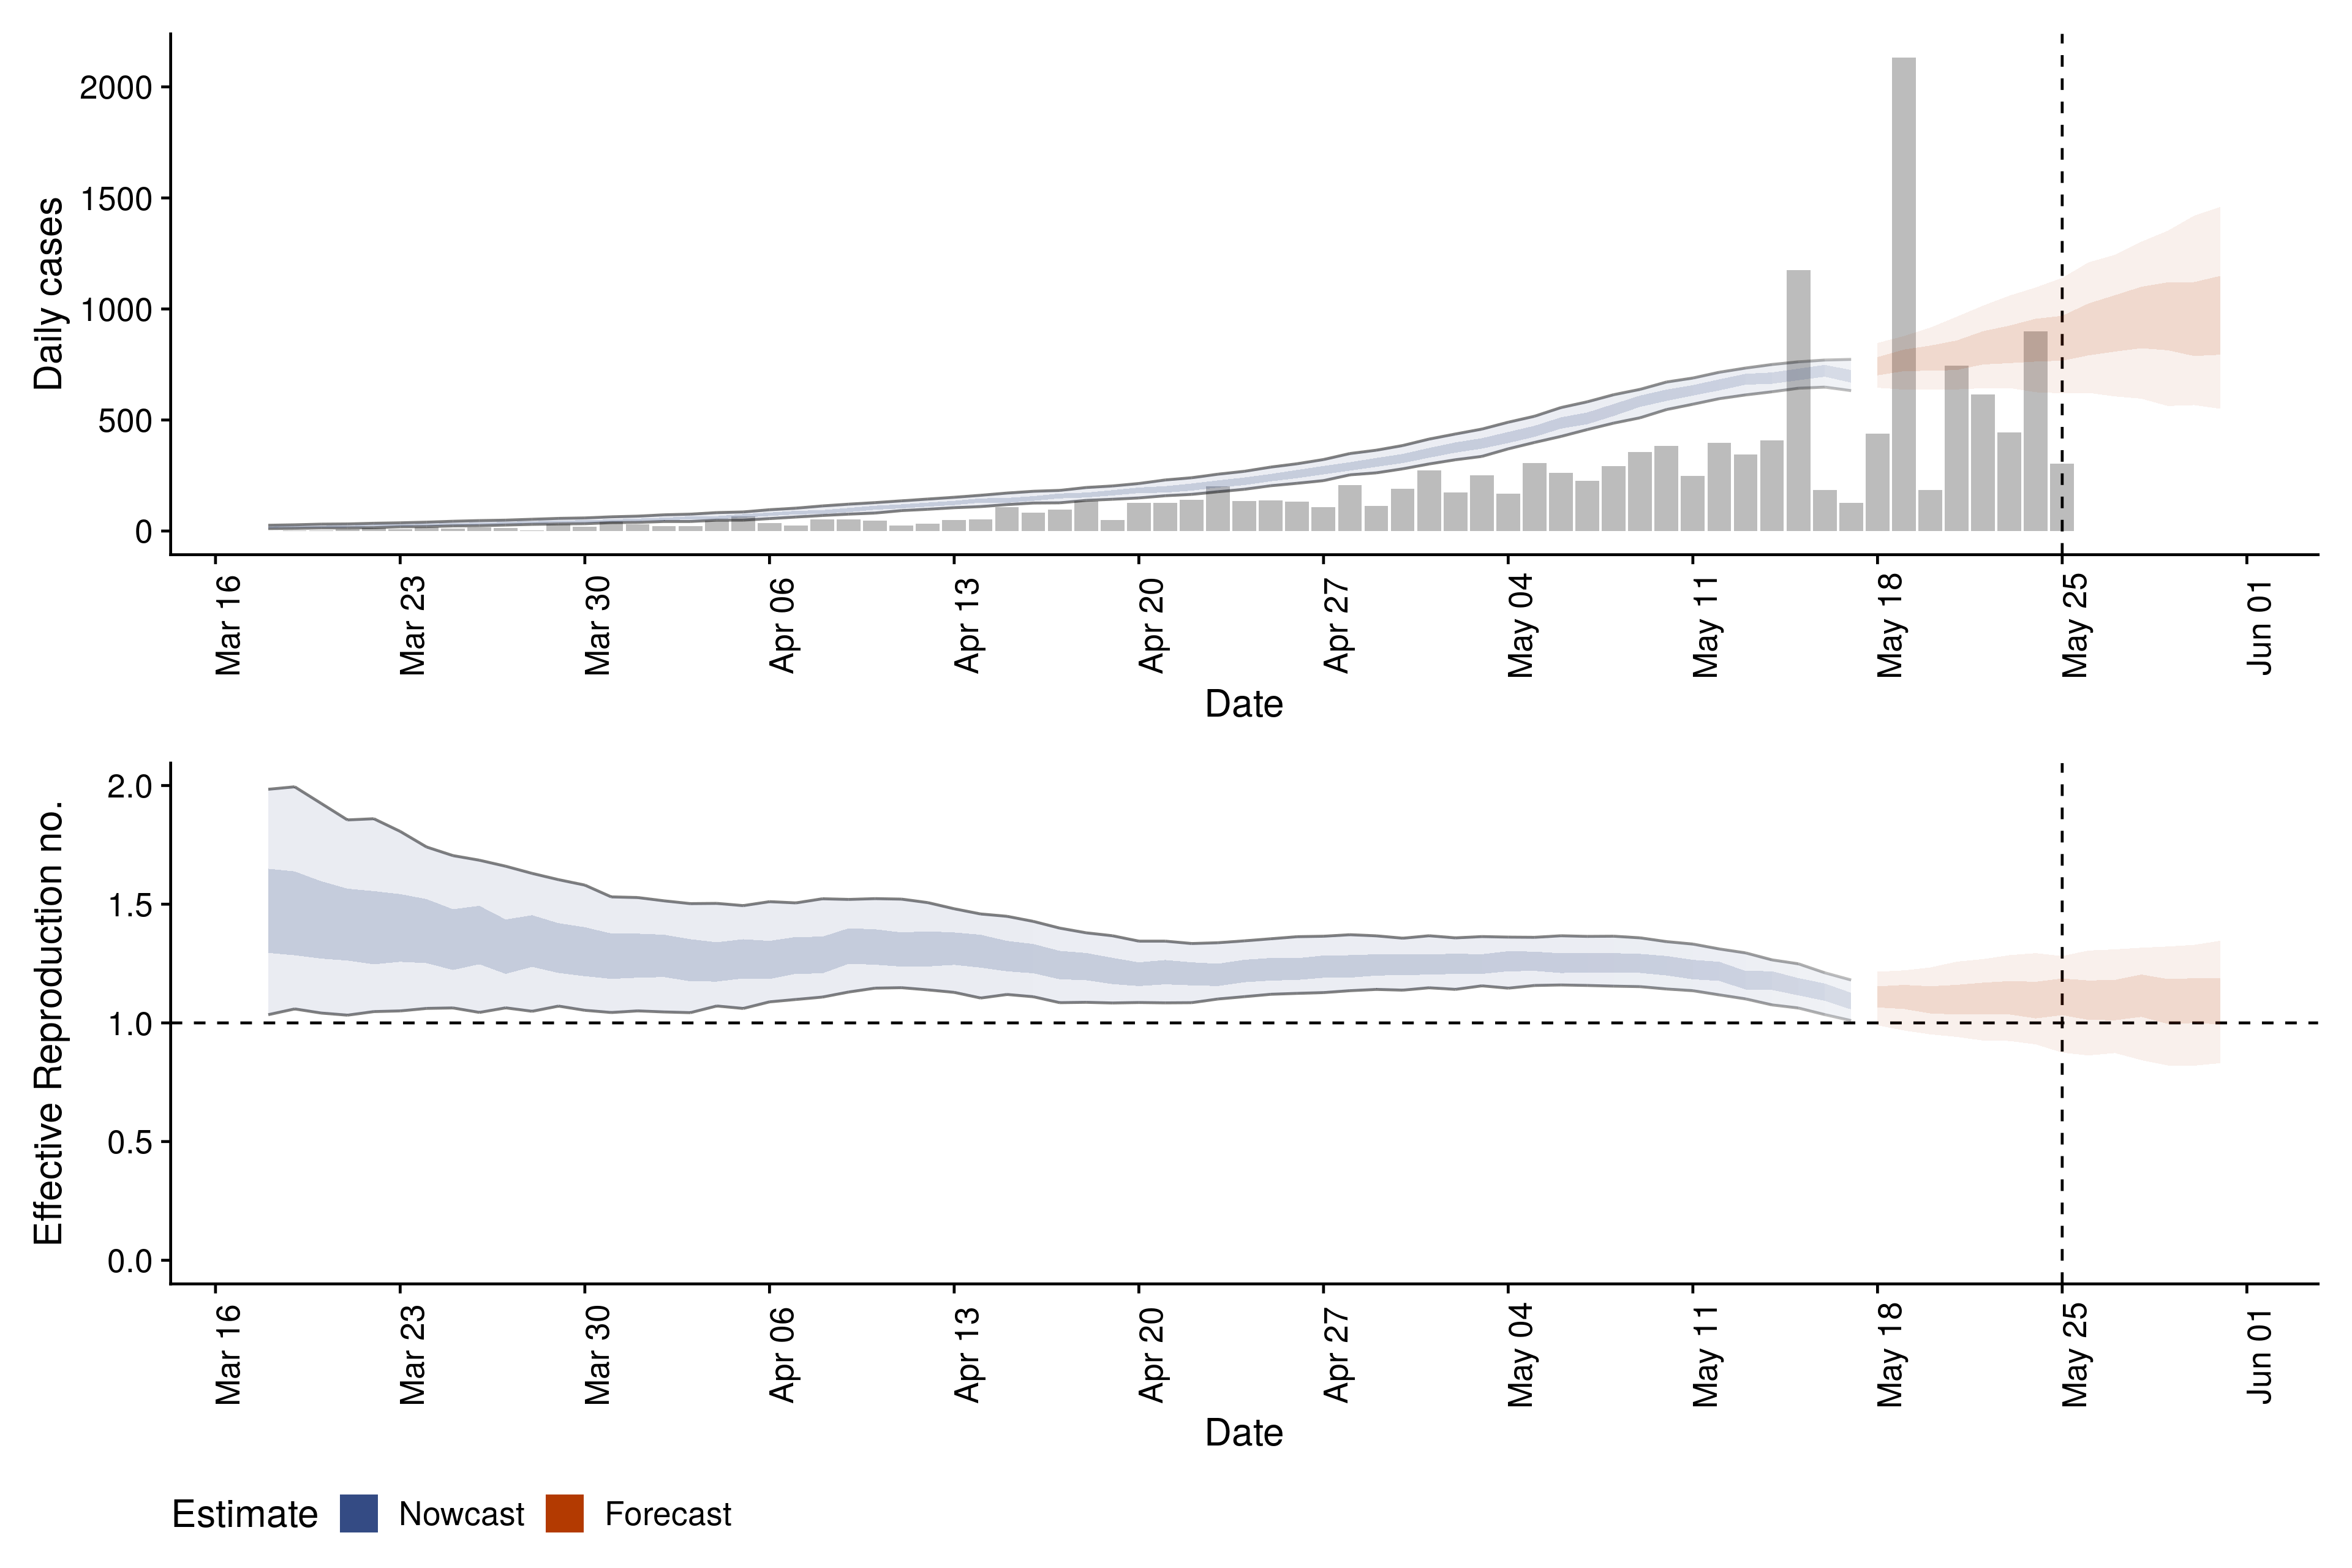 2000
1500
1000
500
0
Daily cases
Mar 16 Mar 23 Mar 30 Apr 06 Apr 13 Apr 20 Apr 27 May 04 May 11 May 18 May 25 Jun 01
Date
2.0
1.5
1.0
0.5
0.0
Effective Reproduction no.
Mar 16 Mar 23 Mar 30 Apr 06 Apr 13 Apr 20 Apr 27 May 04 May 11 May 18 May 25 Jun 01
Date
Estimate Nowcast Forecast